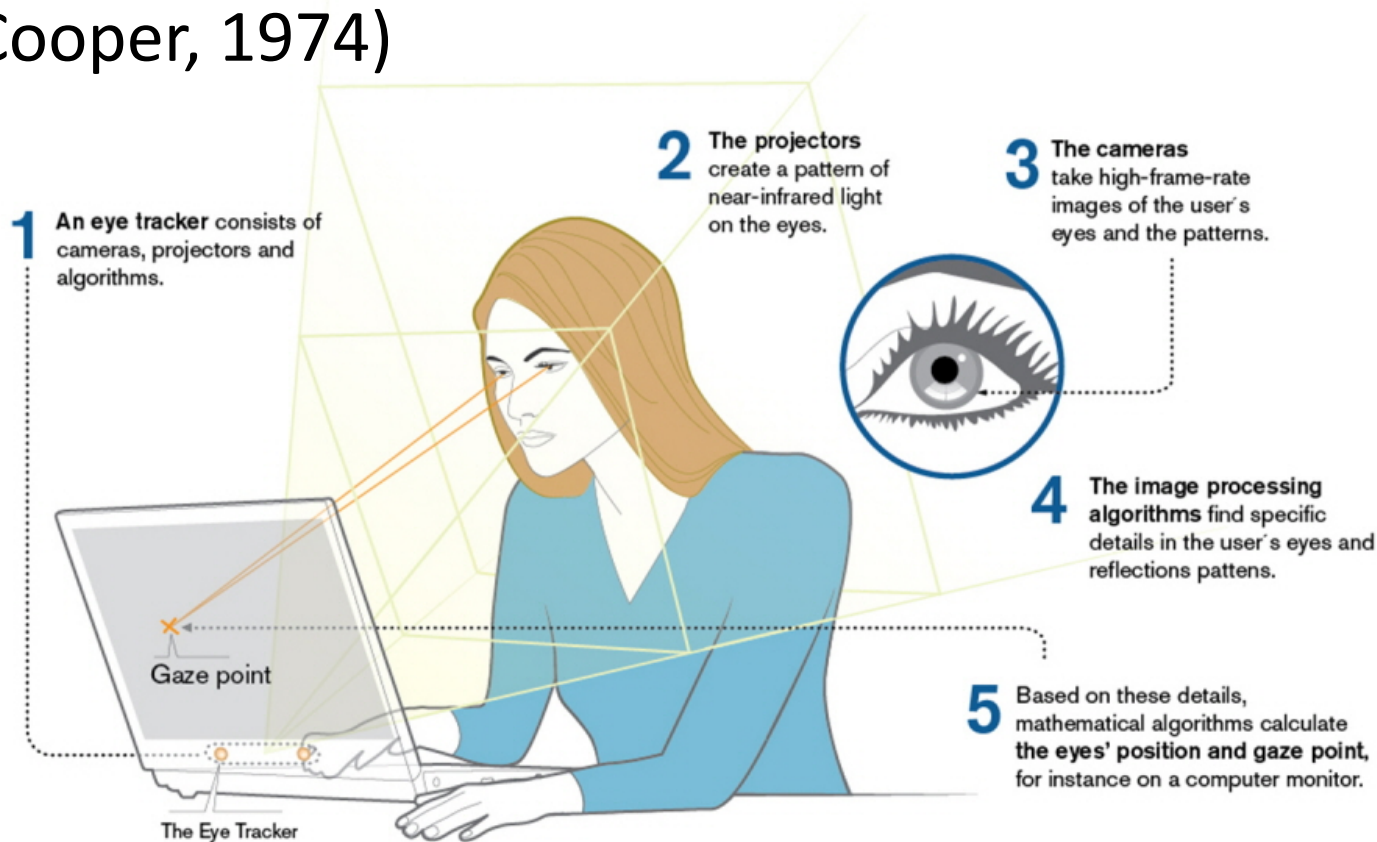 Cooper, 1974)
1
An eye tracker consists of
cameras, projectors and
algorithms.
2
The projectors
create a pattern of
near-infrared light
on the eyes.
3
The cameras
take high-frame-rate
images of the user´s
eyes and the patterns.
4
The image processing
algorithms find specific
details in the user´s eyes and
reflections pattens.
5
Based on these details,
mathematical algorithms calculate
the eyes’ position and gaze point,
for instance on a computer monitor.
Gaze point
The Eye Tracker